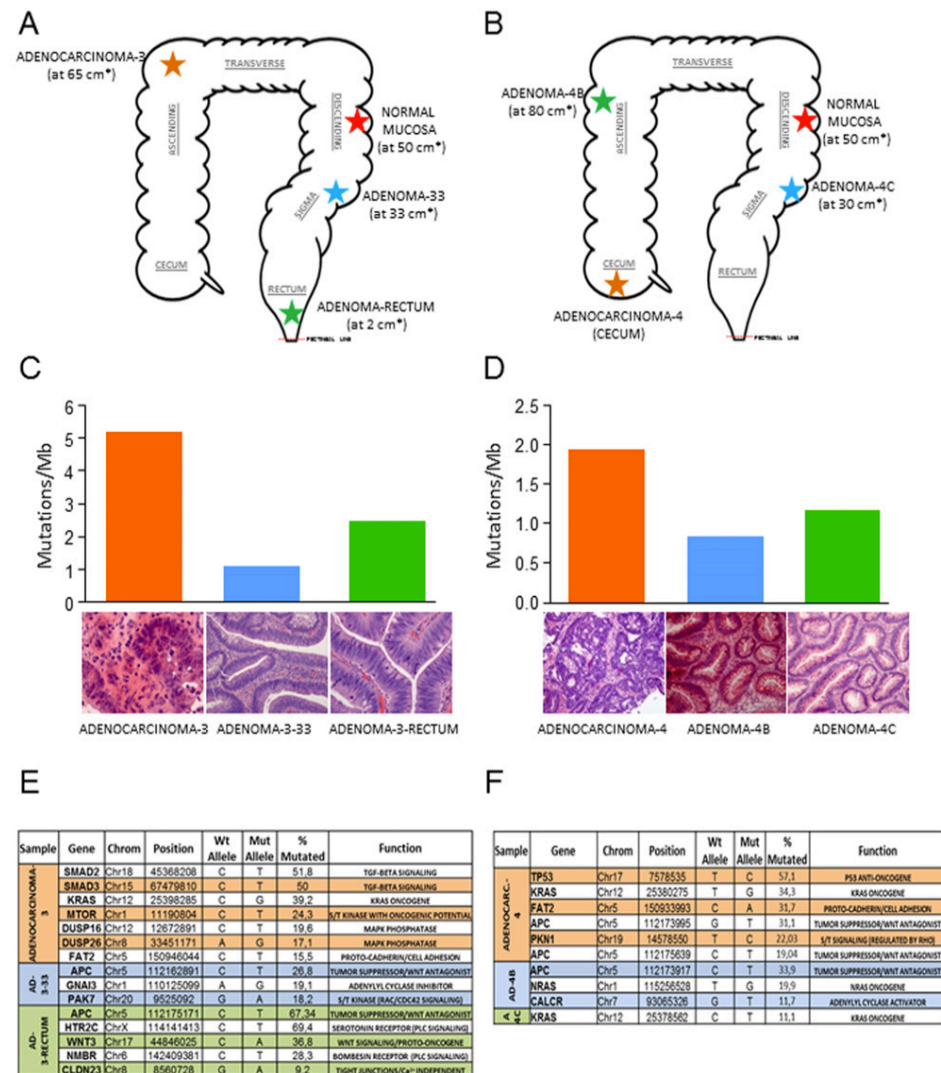 A
ADENOCARCINOMA-3
(at 65 cm*)
TRANSVERSE
ASCENDING
DESCENDING
NORMAL
MUCOSA
(at 50 cm*)
ADENOMA-33
(at 33 cm*)
SIGMA
CECUM
RECTUM
ADENOMA-RECTUM
(at 2 cm*)
PECTINEAL LINE
B
TRANSVERSE
ADENOMA-4B
(at 80 cm*)
ASCENDING
DESCENDING
NORMAL
MUCOSA
(at 50 cm*)
ADENOMA-4C
(at 30 cm*)
SIGMA
CECUM
RECTUM
ADENOCARCINOMA-4
(CECUM)
PECTINEAL LINE
C
Mutations/Mb
6
5
4
3
2
1
0
ADENOCARCINOMA-3 ADENOMA-3-33 ADENOMA-3-RECTUM
D
Mutations/Mb
2.5
2.0
1.5
1.0
0.5
0.0
ADENOCARCINOMA-4 ADENOMA-4B ADENOMA-4C
E
Sample Gene Chrom Position Wt Allele Mut Allele % Mutated Function
ADENOCARCINOMA-3
SMAD2 Chr18 45368208 C T 51,8 TGF-BETA SIGNALING
SMAD3 Chr15 67479810 C T 50 TGF-BETA SIGNALING
KRAS Chr12 25398285 C G 39,2 KRAS ONCOGENE
MTOR Chr1 11190804 C T 24,3 S/T KINASE WITH ONCOGENIC POTENTIAL
DUSP16 Chr12 12672891 C T 19,6 MAPK PHOSPHATASE
DUSP26 Chr8 33451171 A G 17,1 MAPK PHOSPHATASE
FAT2 Chr5 150946044 C T 15,5 PROTO-CADHERIN/CELL ADHESION
AD-3-33
APC Chr5 112162891 C T 26,8 TUMOR SUPPRESSOR/WNT ANTAGONIST
GNAI3 Chr1 110125099 A G 19,1 ADENYLYL CYCLASE INHIBITOR
PAK7 Chr20 9525092 G A 18,2 S/T KINASE (RAC/CDC42 SIGNALING)
AD-3-RECTUM
APC Chr5 112175171 C T 67,34 TUMOR SUPPRESSOR/WNT ANTAGONIST
HTR2C ChrX 114141413 C T 69,4 SEROTONIN RECEPTOR (PLC SIGNALING)
WNT3 Chr17 44846025 C A 36,8 WNT SIGNALING/PROTO-ONCOGENE
NMBR Chr6 142409381 C T 28,3 BOMBESIN RECEPTOR (PLC SIGNALING)
CLDN23 Chr8 8560728 G A 9,2 TIGHT JUNCTIONS/Ca²⁺ INDEPENDENT
F
Sample Gene Chrom Position Wt Allele Mut Allele % Mutated Function
ADENOCARC.-4
TP53 Chr17 7578535 T C 57,1 P53 ANTI-ONCOGENE
KRAS Chr12 25380275 T G 34,3 KRAS ONCOGENE
FAT2 Chr5 150933993 C A 31,7 PROTO-CADHERIN/CELL ADHESION
APC Chr5 112173995 G T 31,1 TUMOR SUPPRESSOR/WNT ANTAGONIST
PKN1 Chr19 14578550 T C 22,03 S/T SIGNALING (REGULATED BY RHO)
APC Chr5 112175639 C T 19,04 TUMOR SUPPRESSOR/WNT ANTAGONIST
AD-4B
APC Chr5 112173917 C T 33,9 TUMOR SUPPRESSOR/WNT ANTAGONIST
NRAS Chr1 115256528 T G 19,9 NRAS ONCOGENE
CALCR Chr7 93065326 G T 11,7 ADENYLYL CYCLASE ACTIVATOR
A 4C
KRAS Chr12 25378562 C T 11,1 KRAS ONCOGENE